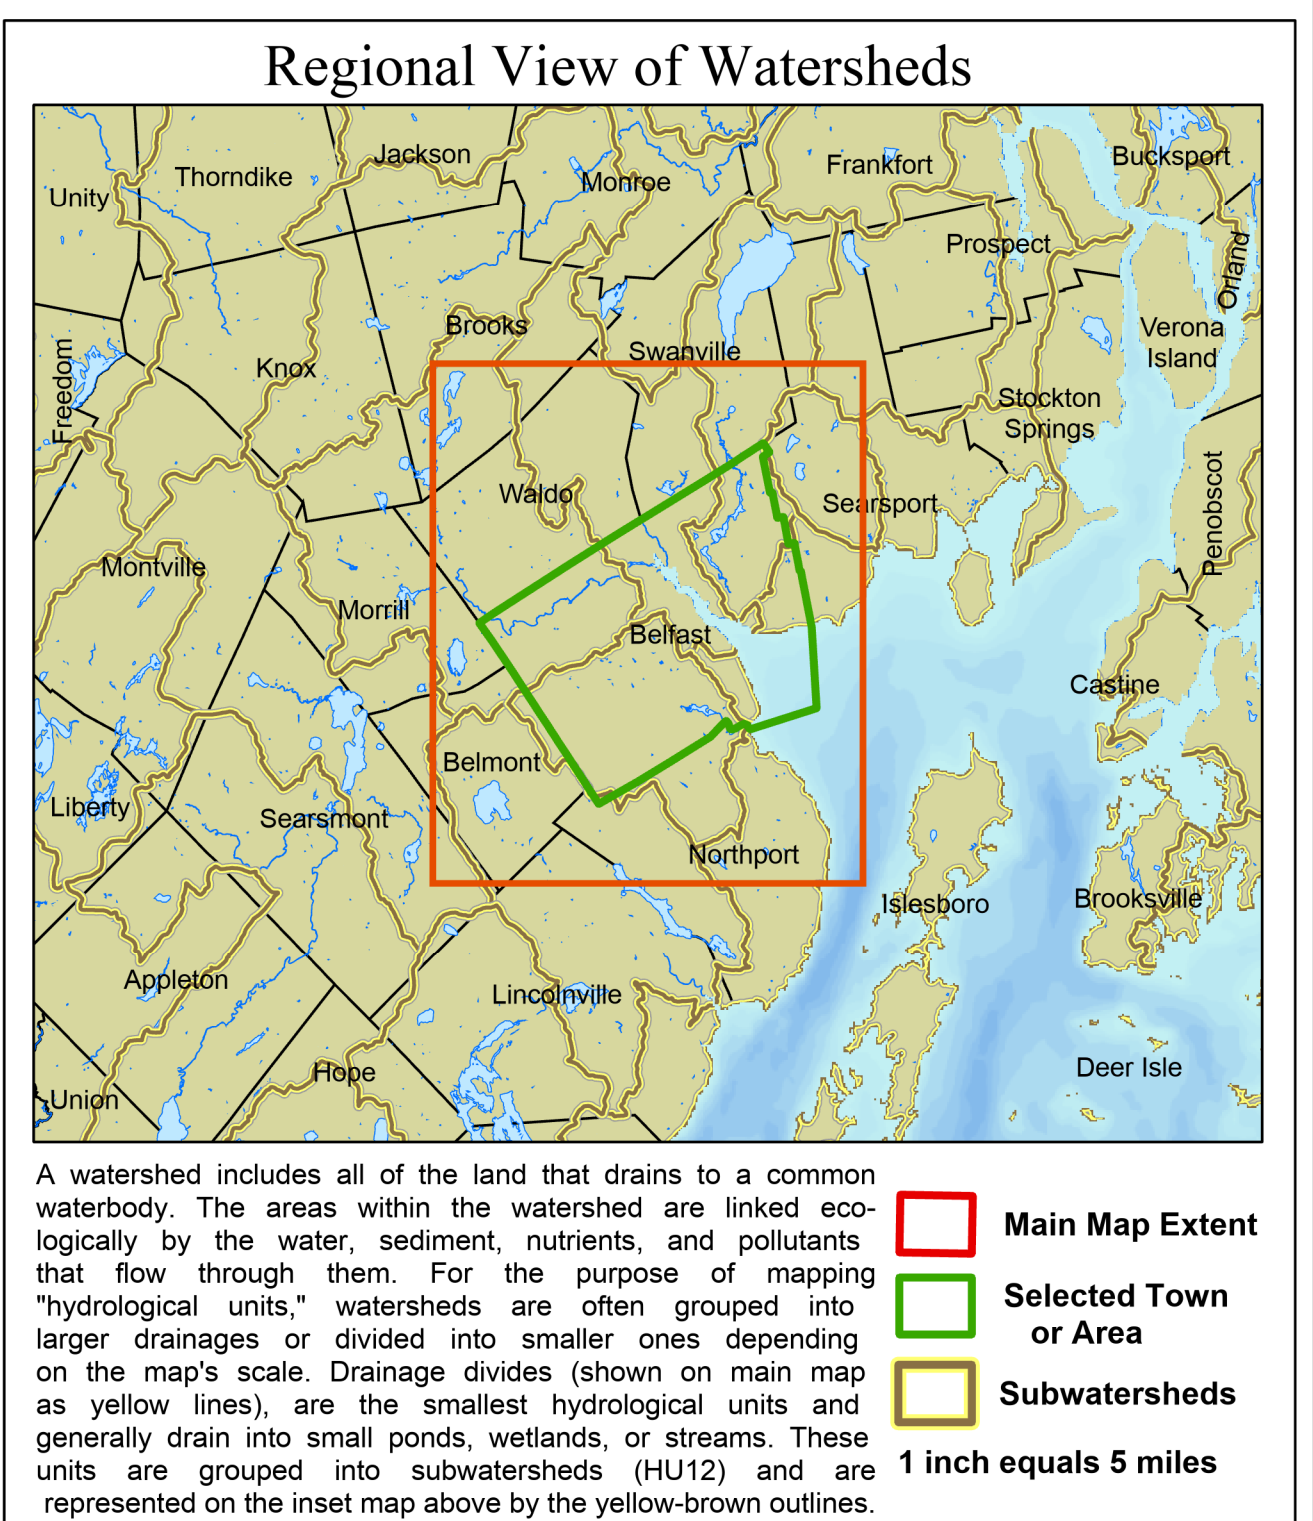 Regional View of Watersheds
Jackson
Frankfort
Bucksport
Thorndike
Monroe
Unity
Prospect
Orland
Brooks
Verona
Island
Swanville
Knox
Freedom
Stockton
Springs
Waldo
Searsport
Penobscot
Montville
Morrill
Belfast
Castine
Belmont
Liberty
Searsmont
Northport
Islesboro
Brooksville
Appleton
Lincolnville
Deer Isle
Hope
Union
A watershed includes all of the land that drains to a common
waterbody. The areas within the watershed are linked eco-
logically by the water, sediment, nutrients, and pollutants
that flow through them. For the purpose of mapping
"hydrological units," watersheds are often grouped into
larger drainages or divided into smaller ones depending
on the map's scale. Drainage divides (shown on main map
as yellow lines), are the smallest hydrological units and
generally drain into small ponds, wetlands, or streams. These
units are grouped into subwatersheds (HU12) and are
represented on the inset map above by the yellow-brown outlines.
Main Map Extent
Selected Town
or Area
Subwatersheds
1 inch equals 5 miles